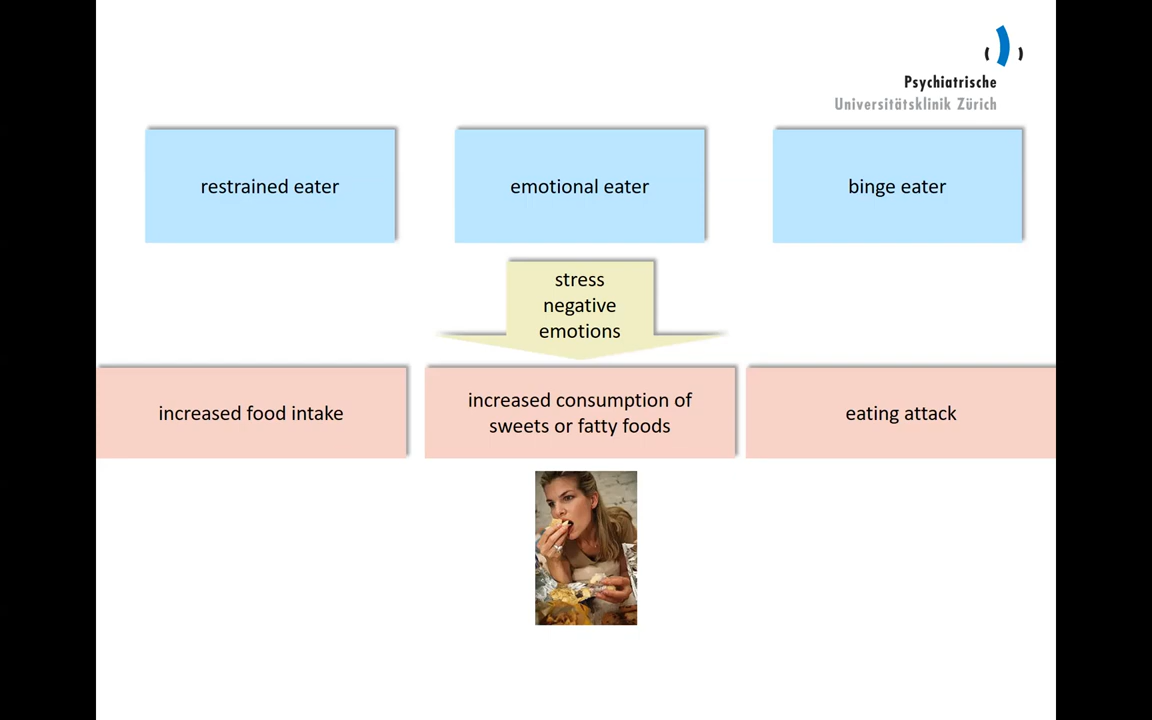 Psychiatrische
Universitätsklinik Zürich
restrained eater
emotional eater
binge eater
stress
negative
emotions
increased food intake
increased consumption of
sweets or fatty foods
eating attack